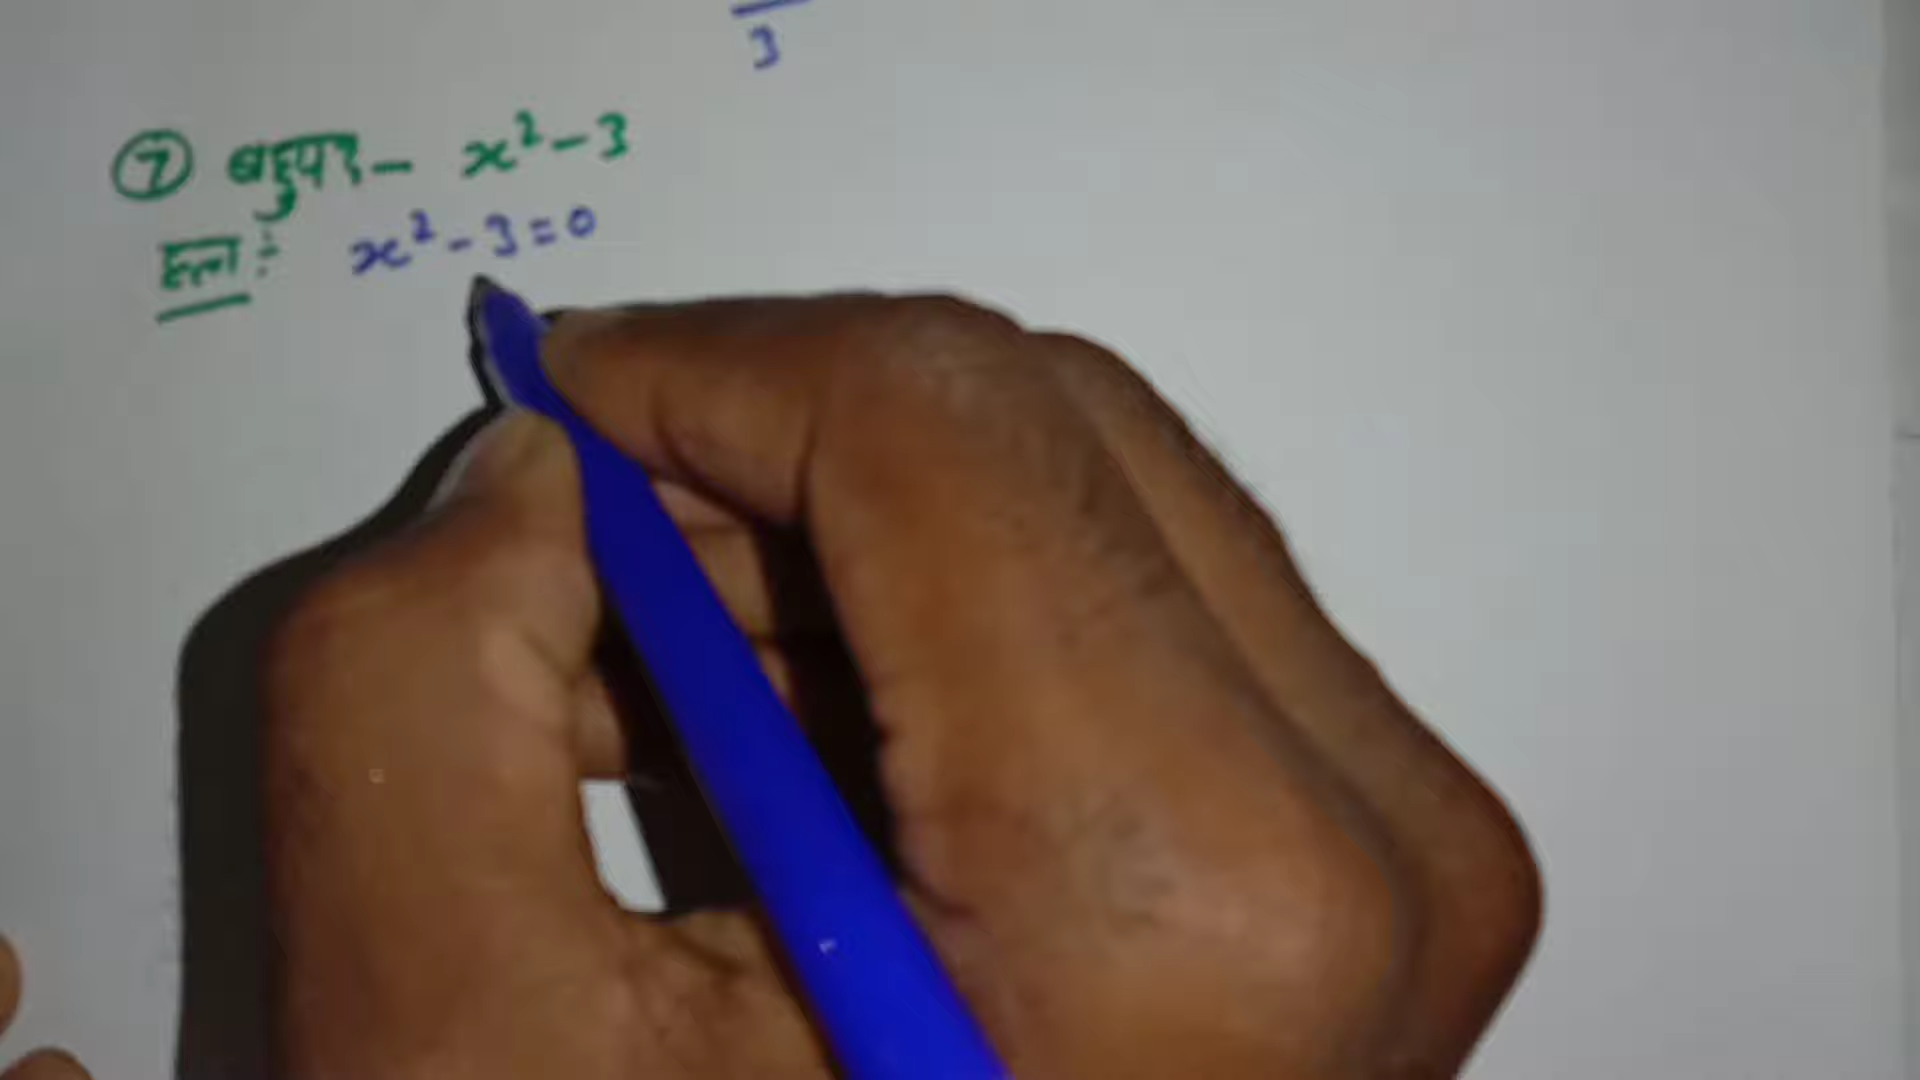 3
⑦ बहुपद - x² - 3
हल : x² - 3 = 0